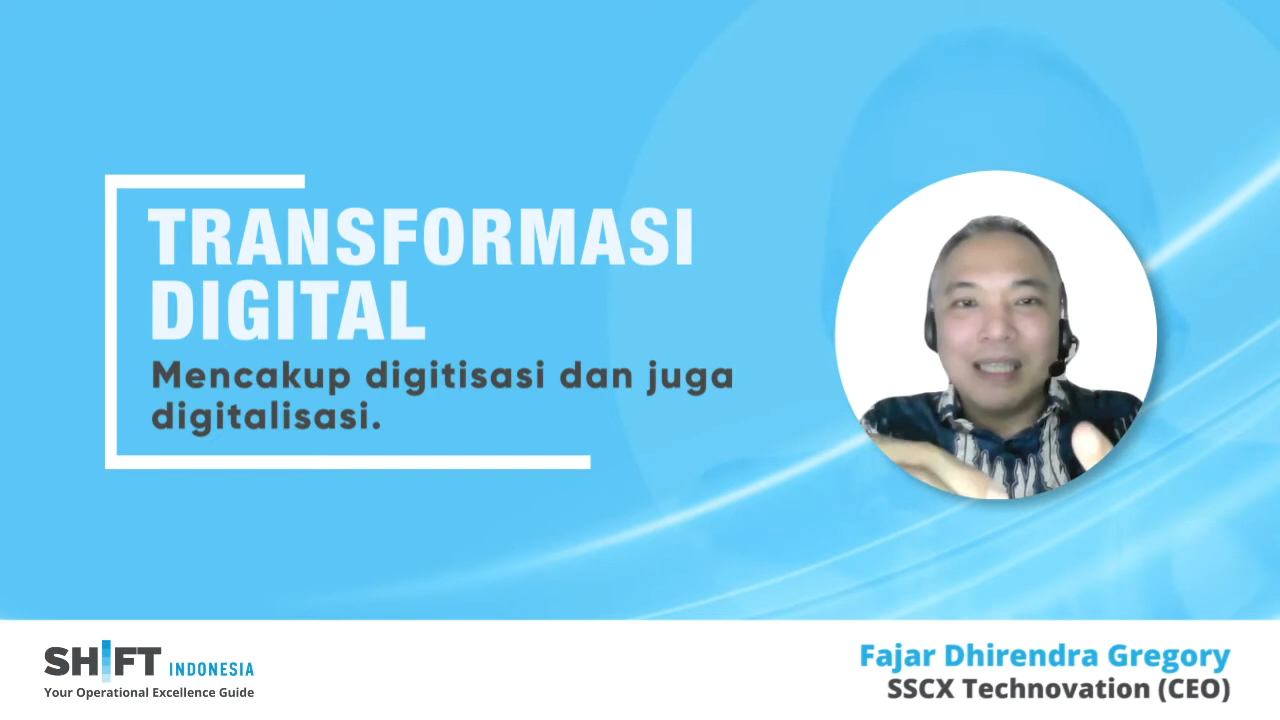 TRANSFORMASI
DIGITAL
Mencakup digitisasi dan juga
digitalisasi.
SHIFT INDONESIA
Your Operational Excellence Guide
Fajar Dhirendra Gregory
SSCX Technovation (CEO)